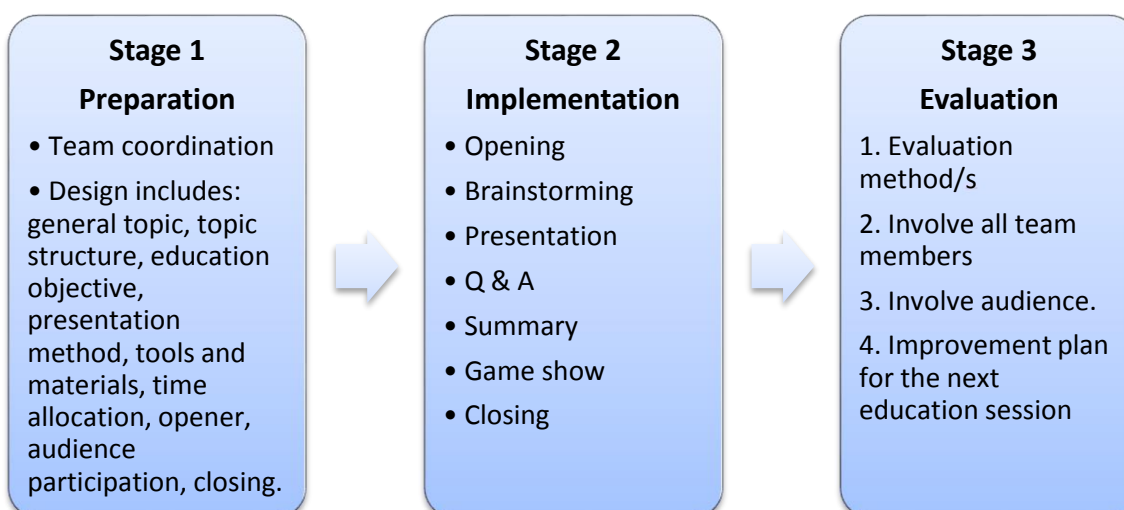 Stage 1
Preparation
• Team coordination
• Design includes:
general topic, topic
structure, education
objective,
presentation
method, tools and
materials, time
allocation, opener,
audience
participation, closing.
Stage 2
Implementation
• Opening
• Brainstorming
• Presentation
• Q & A
• Summary
• Game show
• Closing
Stage 3
Evaluation
1. Evaluation
method/s
2. Involve all team
members
3. Involve audience.
4. Improvement plan
for the next
education session